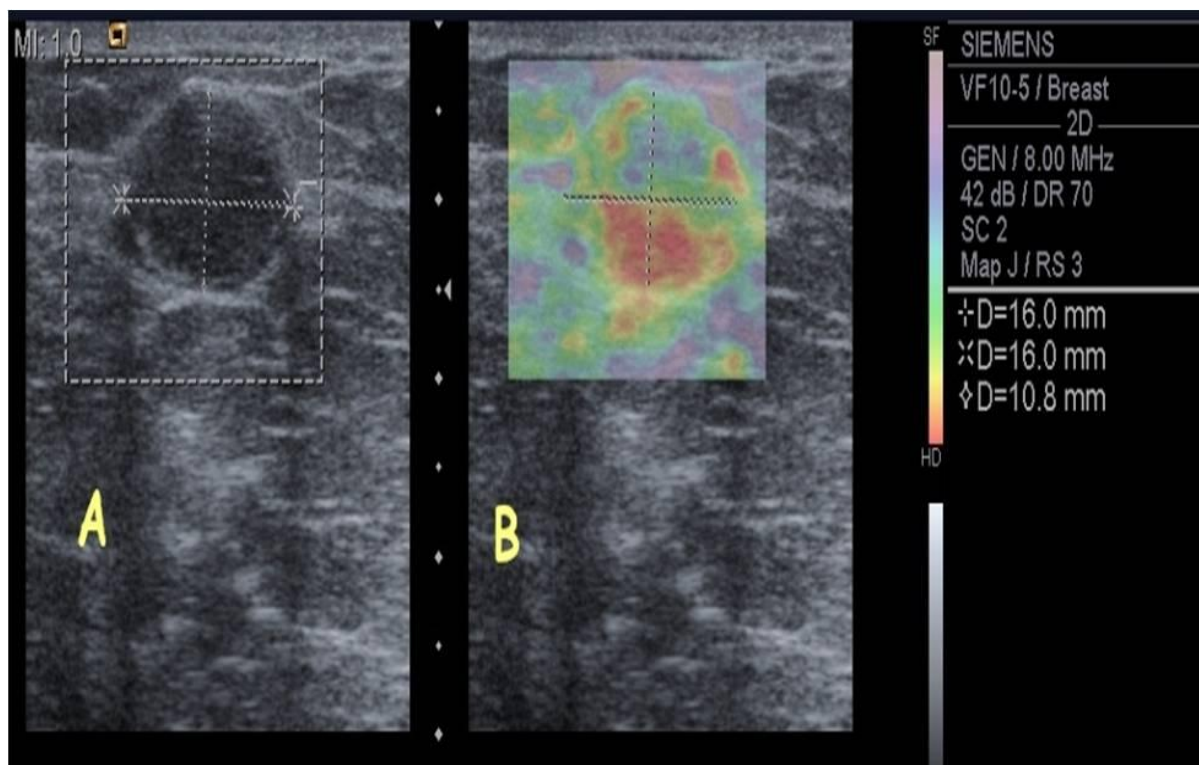 MI: 1.0
A
B
SF
HD
SIEMENS
VF10-5 / Breast
2D
GEN / 8.00 MHz
42 dB / DR 70
SC 2
Map J / RS 3
D=16.0 mm
D=16.0 mm
D=10.8 mm